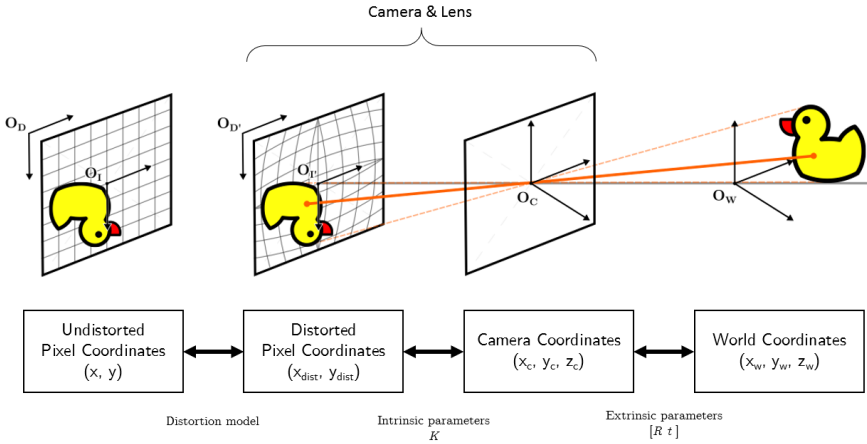 Camera & Lens
O_D
O_I
O_D'
O_I'
O_C
O_W
Undistorted
Pixel Coordinates
(x, y)
Distorted
Pixel Coordinates
(x_dist, y_dist)
Camera Coordinates
(x_c, y_c, z_c)
World Coordinates
(x_w, y_w, z_w)
Distortion model
Intrinsic parameters
K
Extrinsic parameters
[R t]